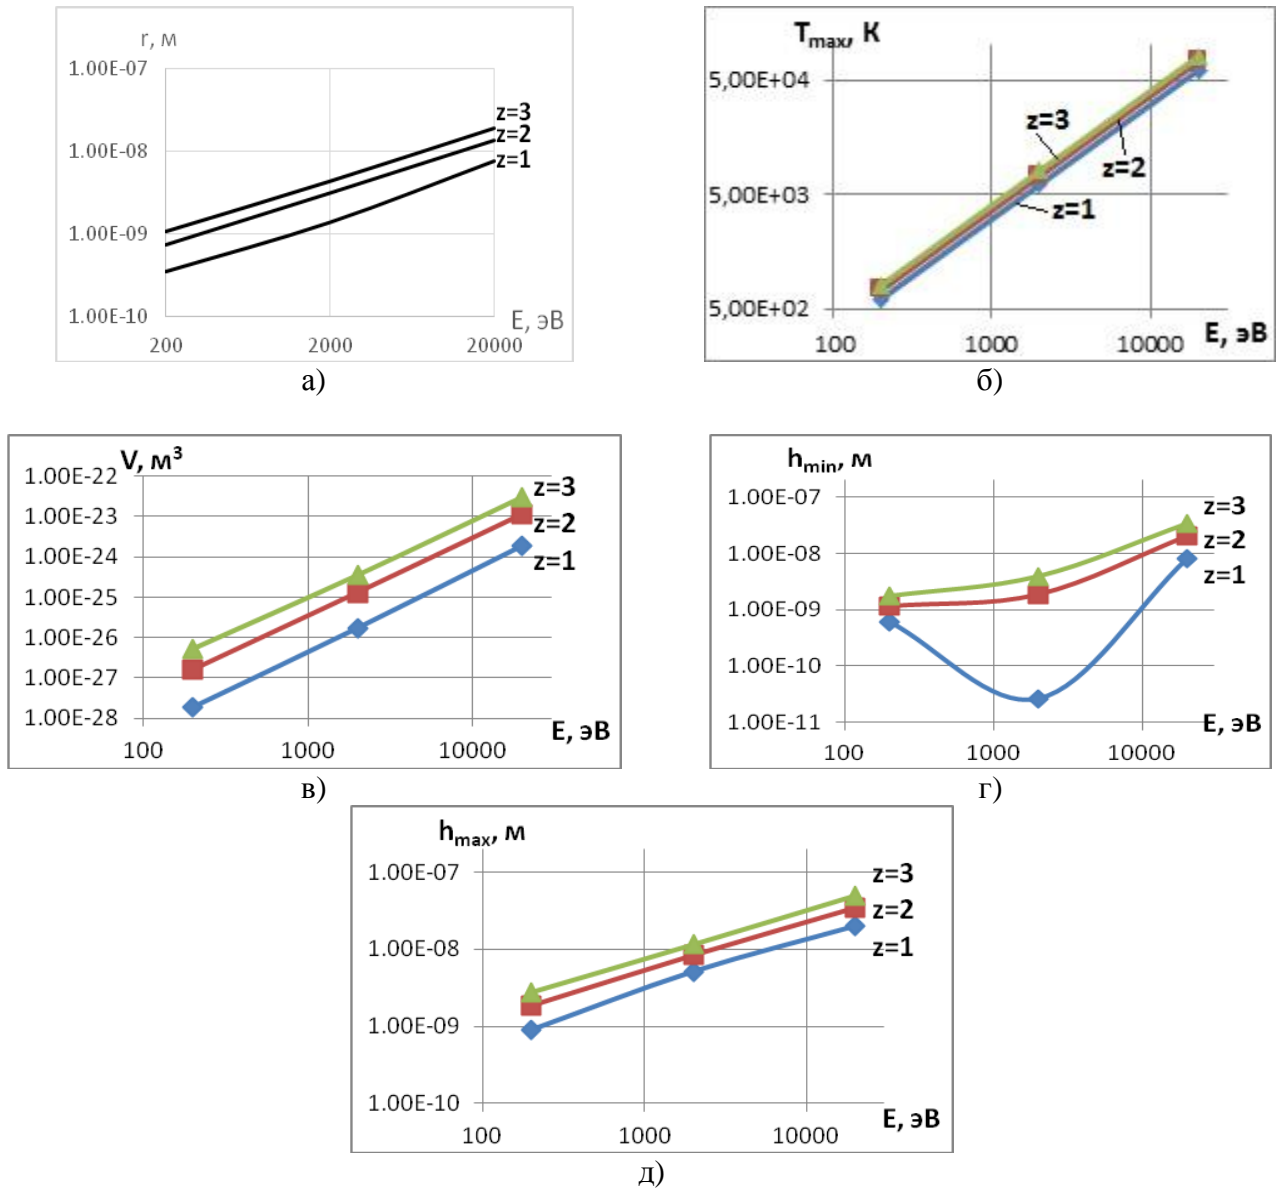 r, м
1.00E-07
1.00E-08
1.00E-09
1.00E-10
z=3
z=2
z=1
E, эВ
200
2000
20000
а)
Tmax, К
5,00E+04
5,00E+03
5,00E+02
z=3
z=2
z=1
100
1000
10000
E, эВ
б)
V, м³
1.00E-22
1.00E-23
1.00E-24
1.00E-25
1.00E-26
1.00E-27
1.00E-28
z=3
z=2
z=1
100
1000
10000
E, эВ
в)
hmin, м
1.00E-07
1.00E-08
1.00E-09
1.00E-10
1.00E-11
z=3
z=2
z=1
100
1000
10000
E, эВ
г)
hmax, м
1.00E-07
1.00E-08
1.00E-09
1.00E-10
z=3
z=2
z=1
100
1000
10000
E, эВ
д)